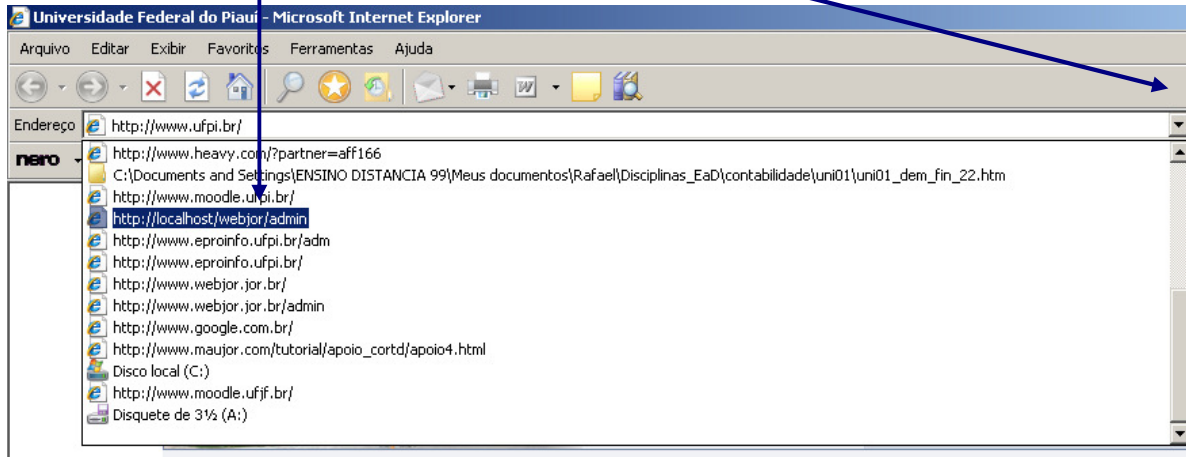 Universidade Federal do Piauí - Microsoft Internet Explorer
Arquivo Editar Exibir Favoritos Ferramentas Ajuda
Endereço http://www.ufpi.br/
nero
http://www.heavy.com/?partner=aff166
C:\Documents and Settings\ENSINO DISTANCIA 99\Meus documentos\Rafael\Disciplinas_EaD\contabilidade\uni01\uni01_dem_fin_22.htm
http://www.moodle.ufpi.br/
http://localhost/webjor/admin
http://www.eproinfo.ufpi.br/adm
http://www.eproinfo.ufpi.br/
http://www.webjor.jor.br/
http://www.webjor.jor.br/admin
http://www.google.com.br/
http://www.maujor.com/tutorial/apoio_cortd/apoio4.html
Disco local (C:)
http://www.moodle.ufjf.br/
Disquete de 3½ (A:)